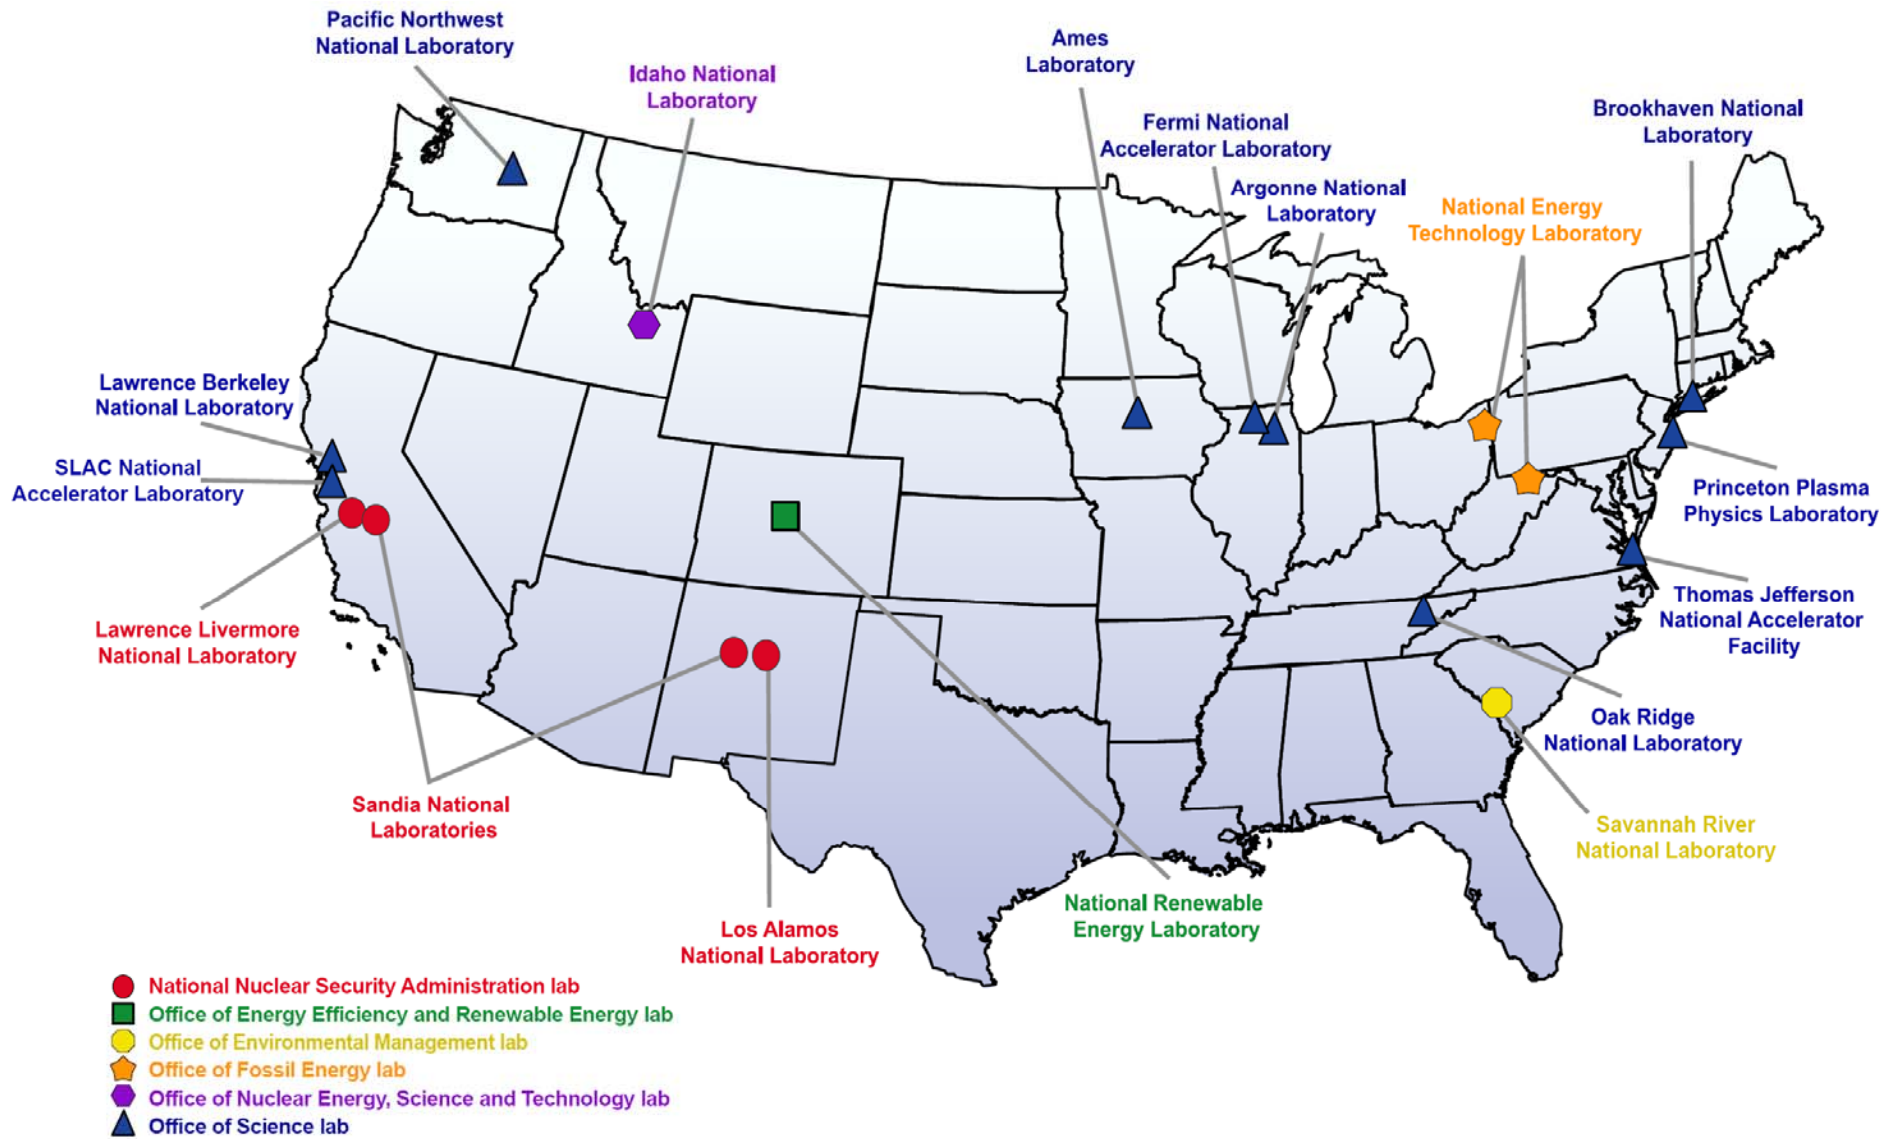 Pacific Northwest
National Laboratory
Idaho National
Laboratory
Ames
Laboratory
Fermi National
Accelerator Laboratory
Argonne National
Laboratory
National Energy
Technology Laboratory
Brookhaven National
Laboratory
Lawrence Berkeley
National Laboratory
SLAC National
Accelerator Laboratory
Lawrence Livermore
National Laboratory
Sandia National
Laboratories
Los Alamos
National Laboratory
National Renewable
Energy Laboratory
Princeton Plasma
Physics Laboratory
Thomas Jefferson
National Accelerator
Facility
Oak Ridge
National Laboratory
Savannah River
National Laboratory
National Nuclear Security Administration lab
Office of Energy Efficiency and Renewable Energy lab
Office of Environmental Management lab
Office of Fossil Energy lab
Office of Nuclear Energy, Science and Technology lab
Office of Science lab